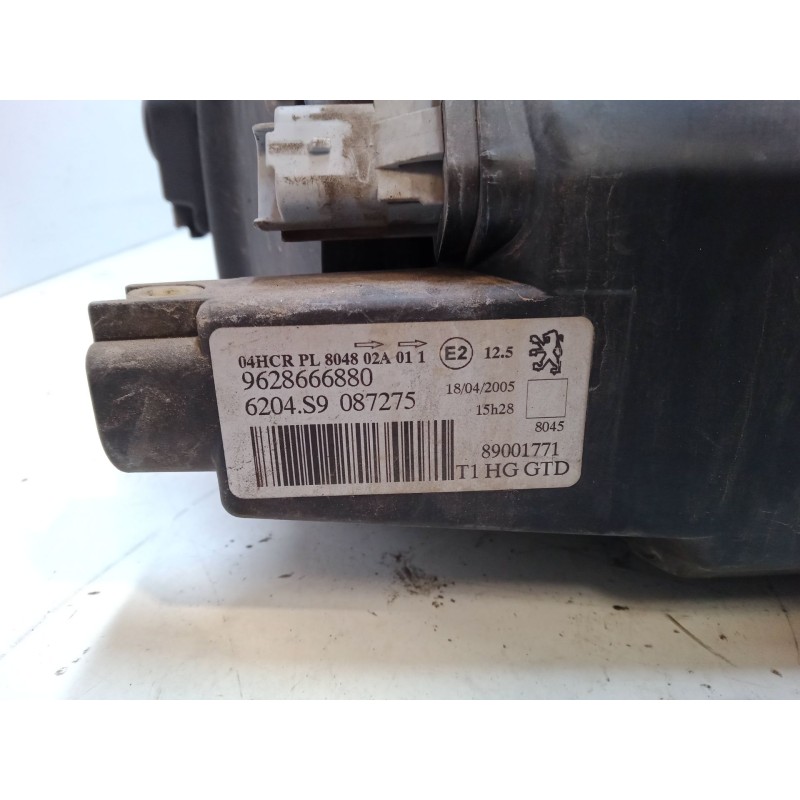 04HCR PL 8048 02A 01 1 E2 12.5
9628666880 18/04/2005
6204.S9 087275 15h28
8045
89001771
T1 HG GTD